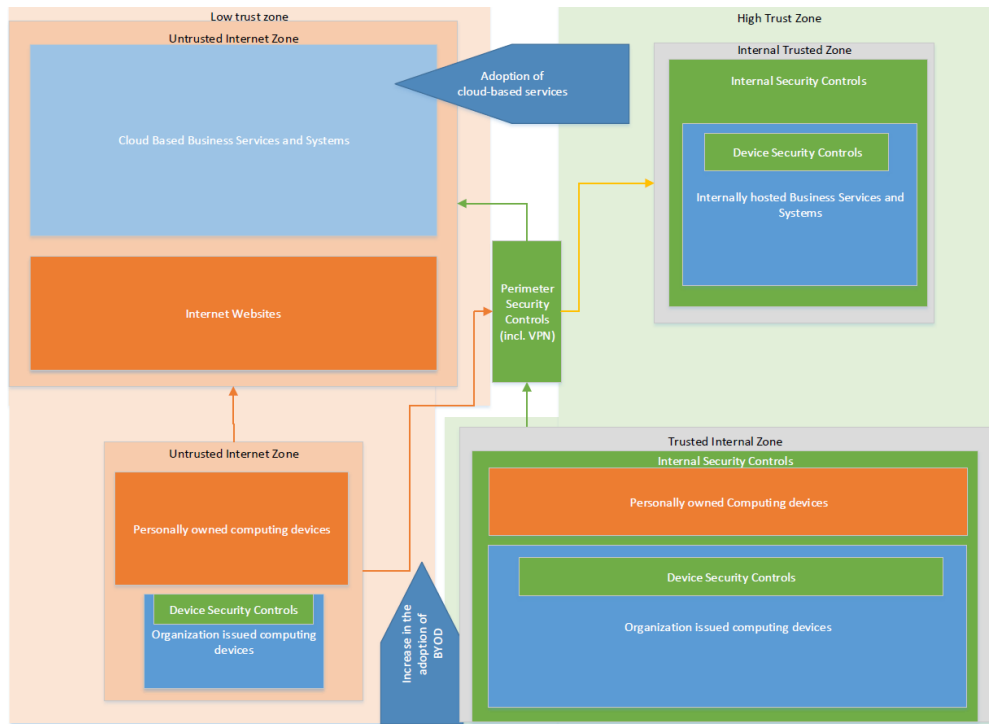 Low trust zone
Untrusted Internet Zone
Cloud Based Business Services and Systems
Internet Websites
Adoption of
cloud-based services
High Trust Zone
Internal Trusted Zone
Internal Security Controls
Device Security Controls
Internally hosted Business Services and
Systems
Perimeter
Security
Controls
(incl. VPN)
Untrusted Internet Zone
Personally owned computing devices
Device Security Controls
Organization issued computing
devices
Increase in the
adoption of
BYOD
Trusted Internal Zone
Internal Security Controls
Personally owned Computing devices
Device Security Controls
Organization issued computing devices